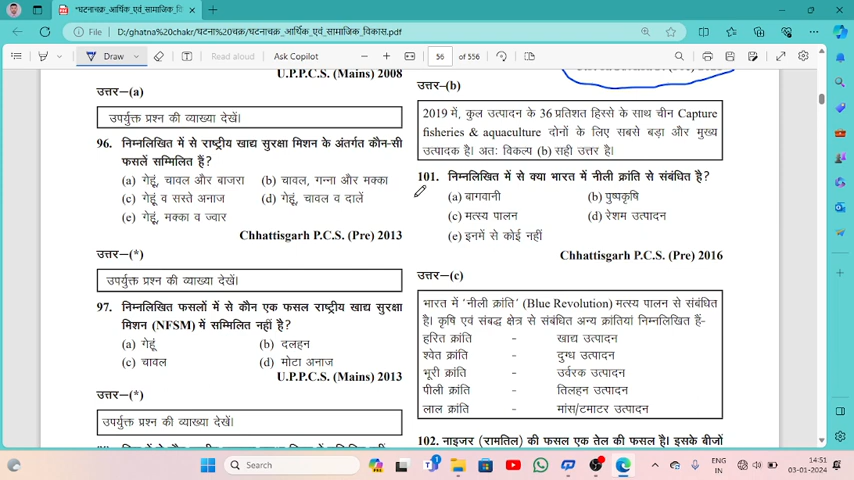 *घटनाचक्र_आर्थिक_एवं_सामाजिक_वि
File
D:/ghatna%20chakr/घटना%20चक्र/घटनाचक्र_आर्थिक_एवं_सामाजिक_विकास.pdf
Draw
Read aloud
Ask Copilot
56 of 556
U.P.P.C.S. (Mains) 2008
उत्तर–(a)
उपर्युक्त प्रश्न की व्याख्या देखें।
96. निम्नलिखित में से राष्ट्रीय खाद्य सुरक्षा मिशन के अंतर्गत कौन-सी
फसलें सम्मिलित हैं?
(a) गेहूं, चावल और बाजरा (b) चावल, गन्ना और मक्का
(c) गेहूं व सस्ते अनाज (d) गेहूं, चावल व दालें
(e) गेहूं, मक्का व ज्वार
Chhattisgarh P.C.S. (Pre) 2013
उत्तर–(*)
उपर्युक्त प्रश्न की व्याख्या देखें।
97. निम्नलिखित फसलों में से कौन एक फसल राष्ट्रीय खाद्य सुरक्षा
मिशन (NFSM) में सम्मिलित नहीं है?
(a) गेहूं (b) दलहन
(c) चावल (d) मोटा अनाज
U.P.P.C.S. (Mains) 2013
उत्तर–(*)
उपर्युक्त प्रश्न की व्याख्या देखें।
उत्तर–(b)
2019 में, कुल उत्पादन के 36 प्रतिशत हिस्से के साथ चीन Capture
fisheries & aquaculture दोनों के लिए सबसे बड़ा और मुख्य
उत्पादक है। अतः विकल्प (b) सही उत्तर है।
101. निम्नलिखित में से क्या भारत में नीली क्रांति से संबंधित है?
(a) बागवानी (b) पुष्पकृषि
(c) मत्स्य पालन (d) रेशम उत्पादन
(e) इनमें से कोई नहीं
Chhattisgarh P.C.S. (Pre) 2016
उत्तर–(c)
भारत में 'नीली क्रांति' (Blue Revolution) मत्स्य पालन से संबंधित
है। कृषि एवं संबद्ध क्षेत्र से संबंधित अन्य क्रांतियां निम्नलिखित हैं–
हरित क्रांति - खाद्य उत्पादन
श्वेत क्रांति - दुग्ध उत्पादन
भूरी क्रांति - उर्वरक उत्पादन
पीली क्रांति - तिलहन उत्पादन
लाल क्रांति - मांस/टमाटर उत्पादन
102. नाइजर (रामतिल) की फसल एक तेल की फसल है। इसके बीजों
Search
ENG
IN
14:51
03-01-2024